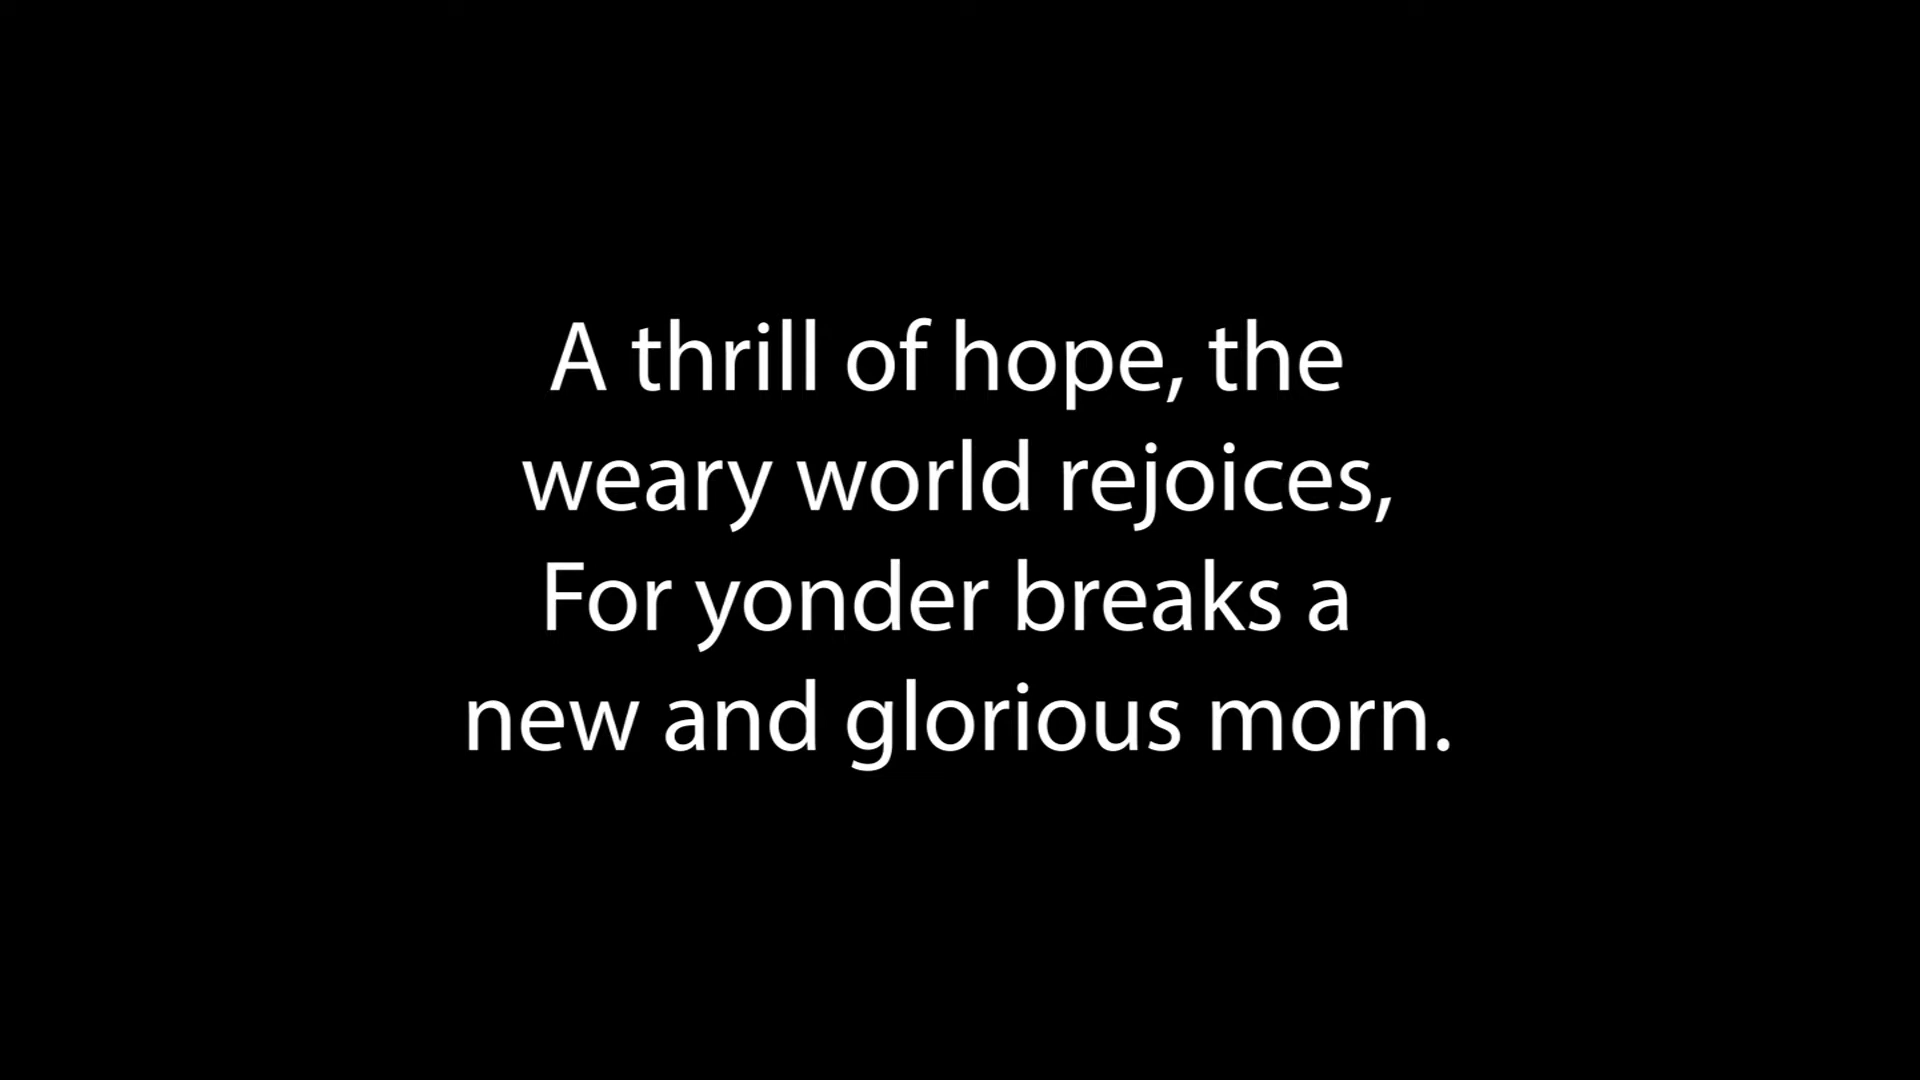 A thrill of hope, the
weary world rejoices,
For yonder breaks a
new and glorious morn.